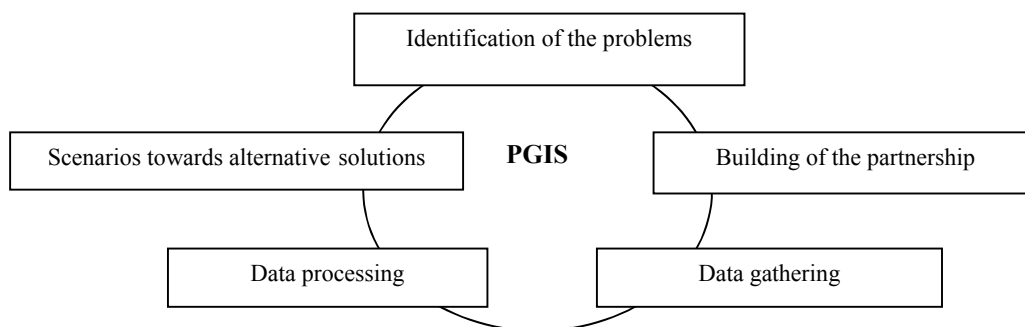 Identification of the problems
Scenarios towards alternative solutions
PGIS
Building of the partnership
Data processing
Data gathering